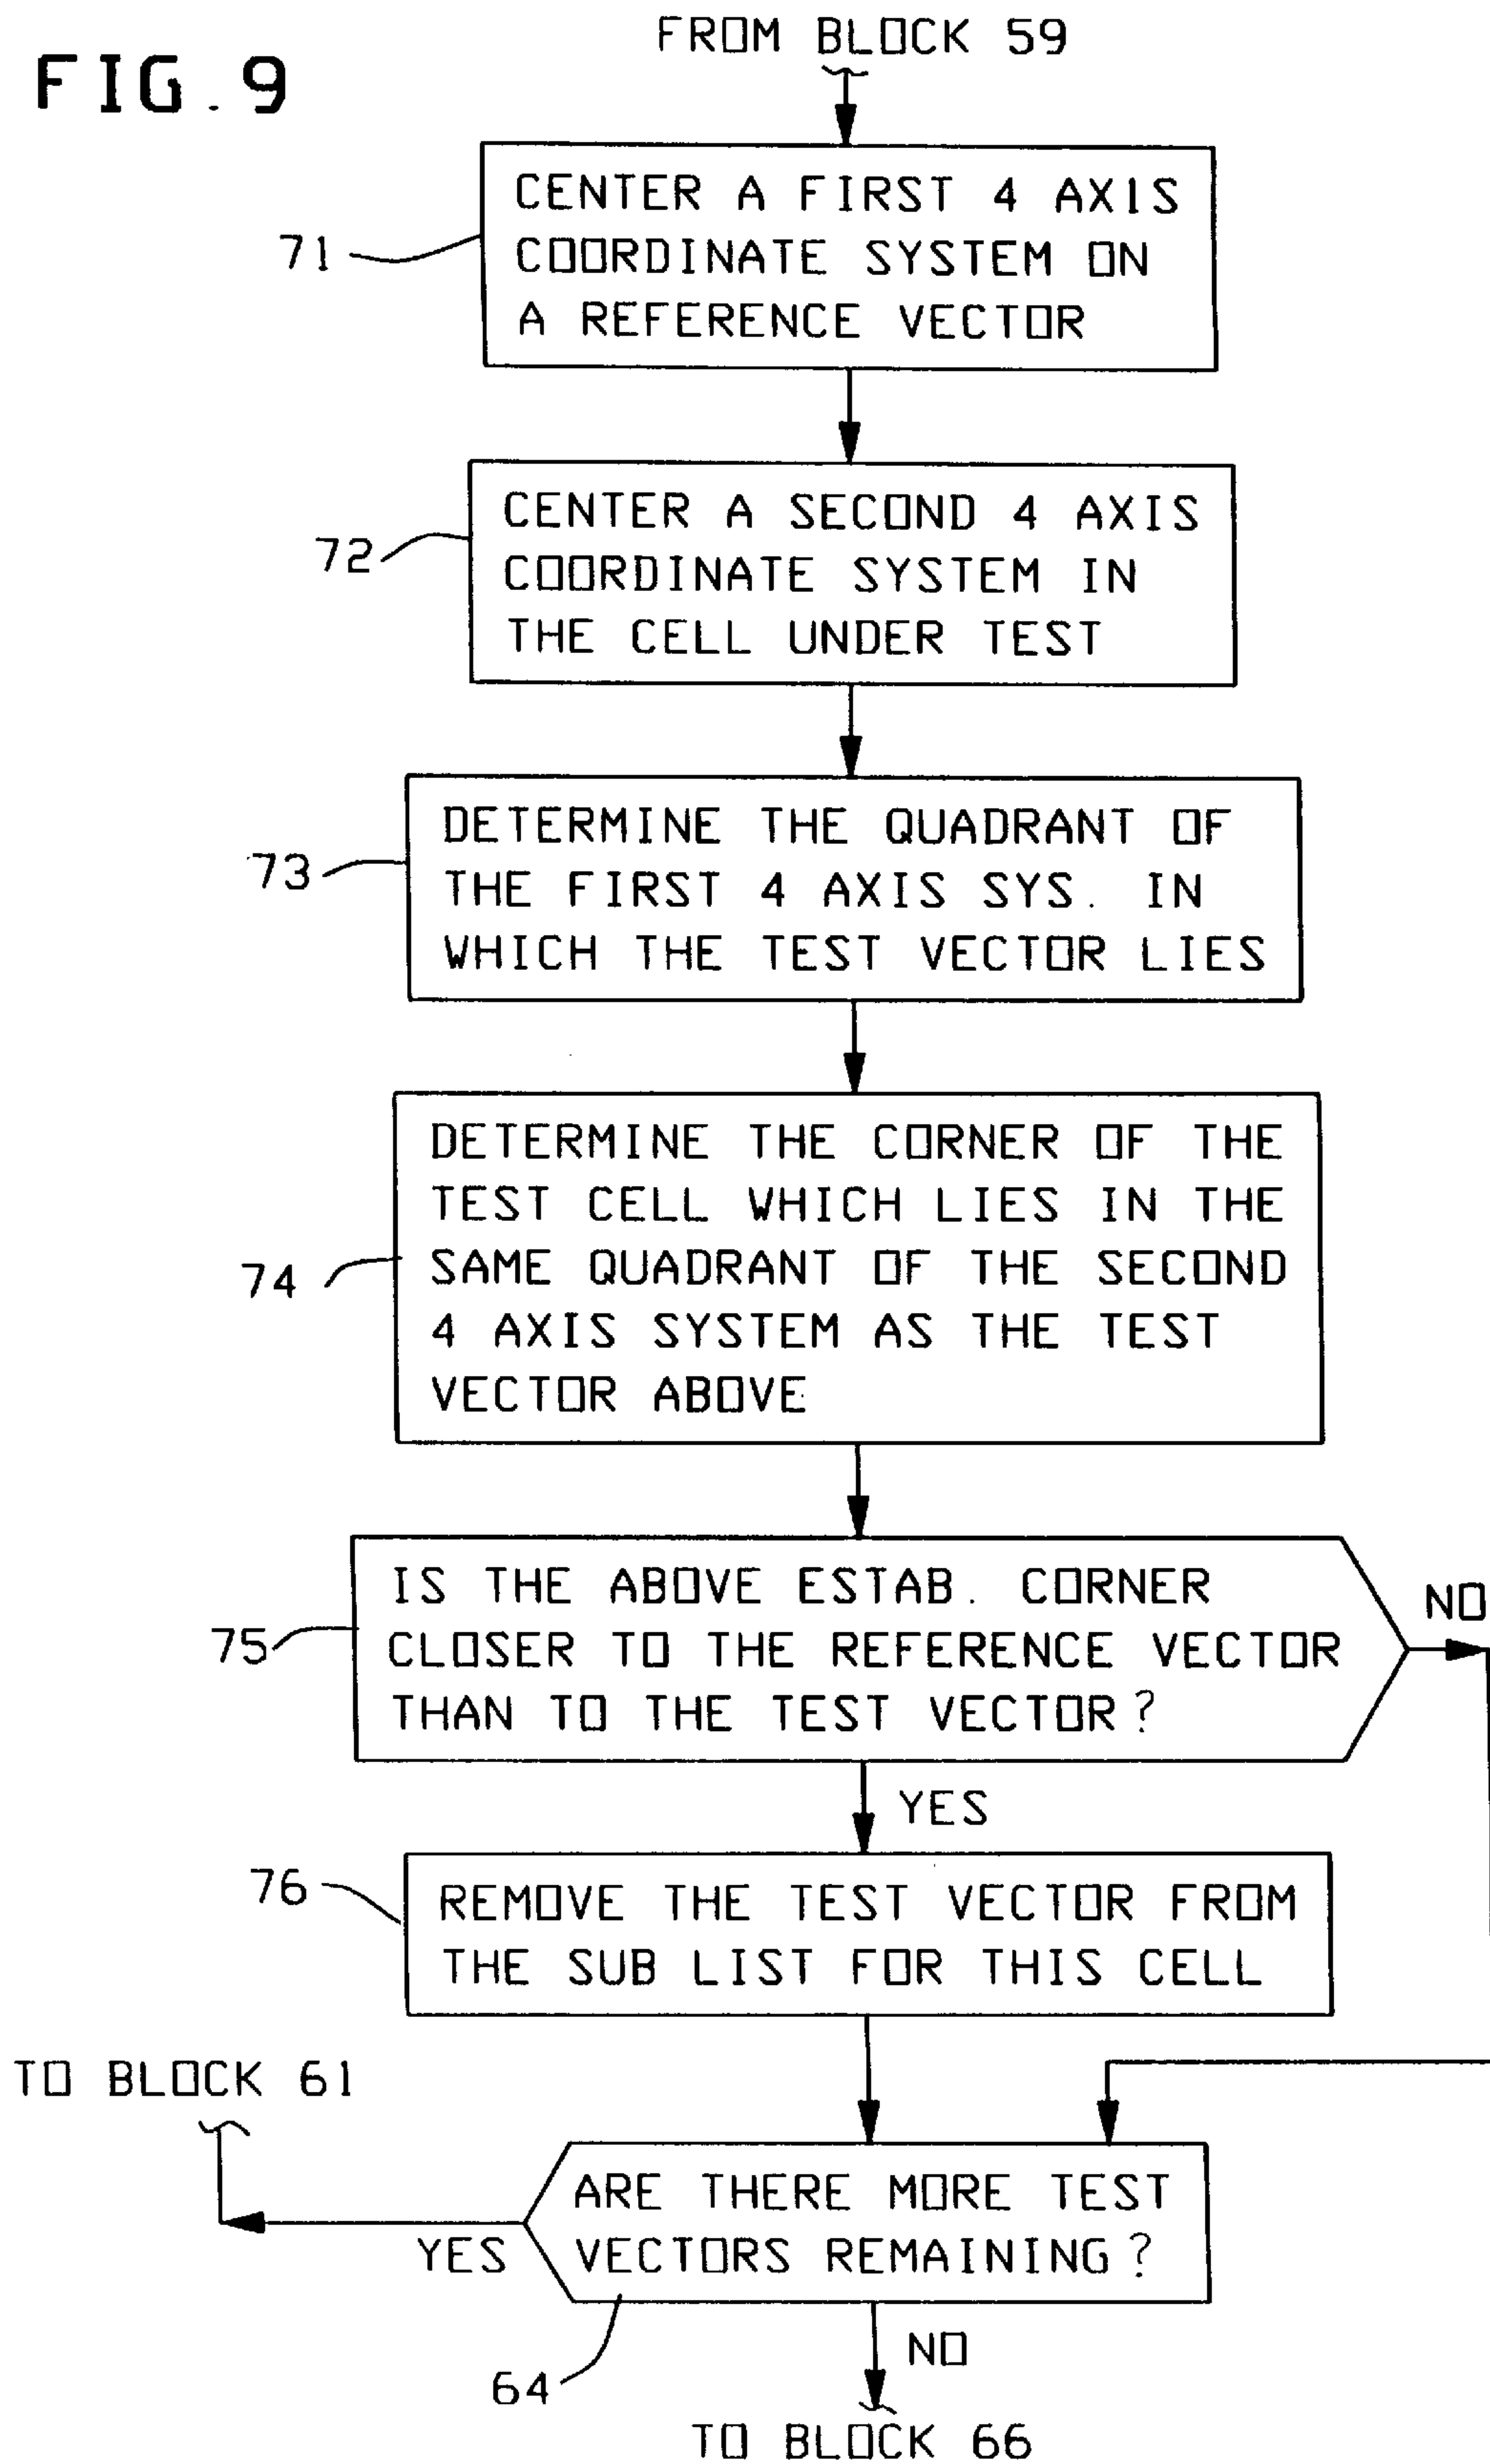 FIG. 9
FROM BLOCK 59
71
CENTER A FIRST 4 AXIS
COORDINATE SYSTEM ON
A REFERENCE VECTOR
72
CENTER A SECOND 4 AXIS
COORDINATE SYSTEM IN
THE CELL UNDER TEST
73
DETERMINE THE QUADRANT OF
THE FIRST 4 AXIS SYS. IN
WHICH THE TEST VECTOR LIES
74
DETERMINE THE CORNER OF THE
TEST CELL WHICH LIES IN THE
SAME QUADRANT OF THE SECOND
4 AXIS SYSTEM AS THE TEST
VECTOR ABOVE
75
IS THE ABOVE ESTAB. CORNER
CLOSER TO THE REFERENCE VECTOR
THAN TO THE TEST VECTOR?
NO
YES
76
REMOVE THE TEST VECTOR FROM
THE SUB LIST FOR THIS CELL
TO BLOCK 61
ARE THERE MORE TEST
VECTORS REMAINING?
YES
64
NO
TO BLOCK 66